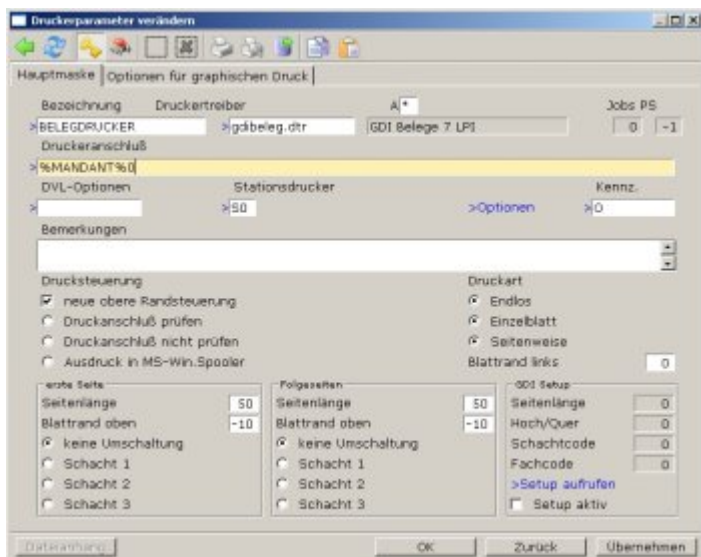 Druckerparameter verändern
Hauptmaske Optionen für graphischen Druck
Bezeichnung Druckertreiber A * Jobs PS
>BELEGDRUCKER >gdibeleg.dtr GDI Belege 7 LPI 0 -1
Druckeranschluß
>%MANDANT%0
DVL-Optionen Stationsdrucker Kennz.
> >50 >Optionen >0
Bemerkungen
Drucksteuerung Druckart
neue obere Randsteuerung Endlos
Druckanschluß prüfen Einzelblatt
Druckanschluß nicht prüfen Seitenweise
Ausdruck in MS-Win.Spooler Blattrand links 0
erste Seite Folgeseiten GDI Setup
Seitenlänge 50 Seitenlänge 50 Seitenlänge 0
Blattrand oben -10 Blattrand oben -10 Hoch/Quer 0
keine Umschaltung keine Umschaltung Schachtcode 0
Schacht 1 Schacht 1 Fachcode 0
Schacht 2 Schacht 2 >Setup aufrufen
Schacht 3 Schacht 3 Setup aktiv
Dateianhang OK Zurück Übernehmen